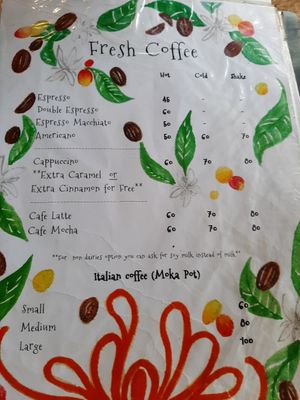 Fresh Coffee
Hot Cold Shake
Espresso 45 - -
Double Espresso 60 - -
Espresso Macchiato 50 - -
Americano 50 60 70
Cappuccino 60 70 80
**Extra Caramel or
Extra Cinnamon for Free**
Cafe Latte 60 70 80
Cafe Mocha 60 70 80
**For non dairies option you can ask for soy milk instead of milk**
Italian coffee (Moka Pot)
Small 60
Medium 80
Large 100